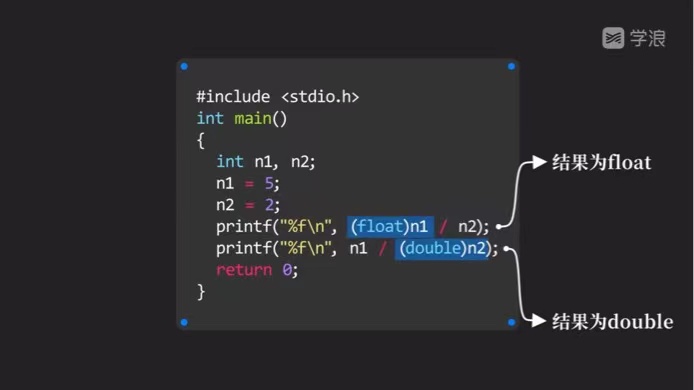 学浪
#include <stdio.h>
int main()
{
int n1, n2;
n1 = 5;
n2 = 2;
printf("%f\n", (float)n1 / n2);
printf("%f\n", n1 / (double)n2);
return 0;
}
结果为float
结果为double